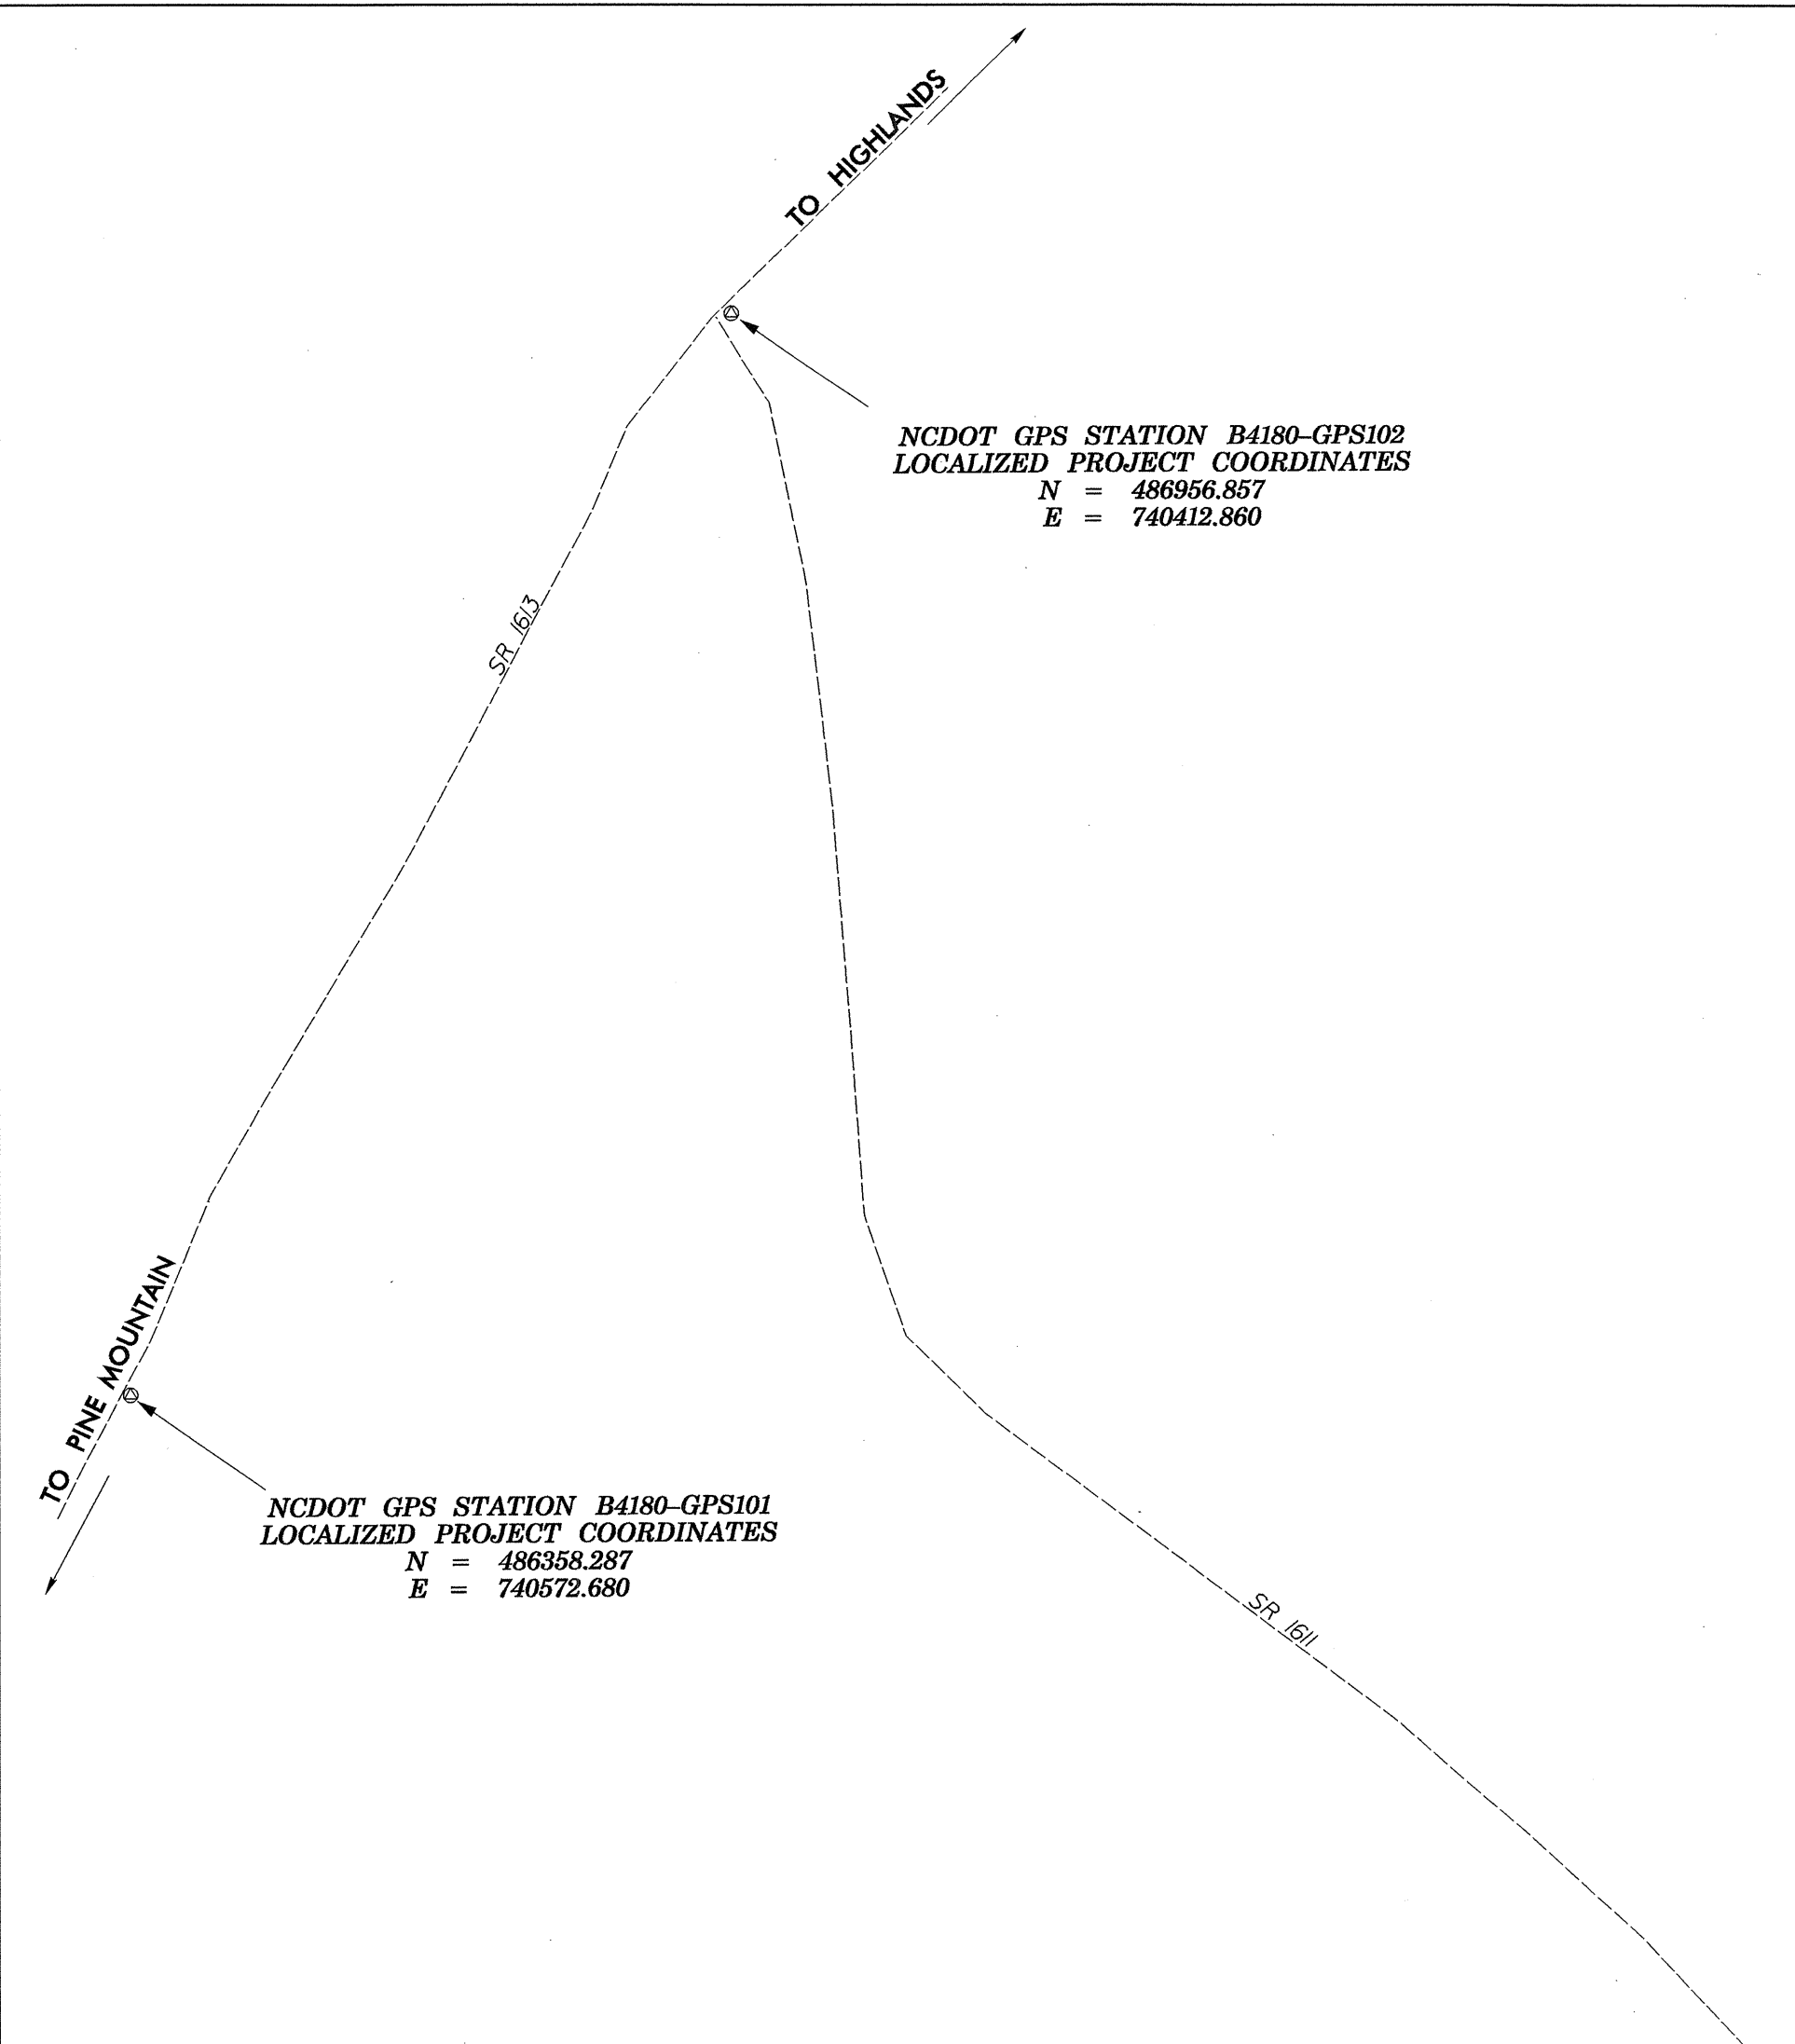 TO HIGHLANDS
NCDOT GPS STATION B4180-GPS102
LOCALIZED PROJECT COORDINATES
N = 486956.857
E = 740412.860
SR 1613
TO PINE MOUNTAIN
NCDOT GPS STATION B4180-GPS101
LOCALIZED PROJECT COORDINATES
N = 486358.287
E = 740572.680
SR 1611